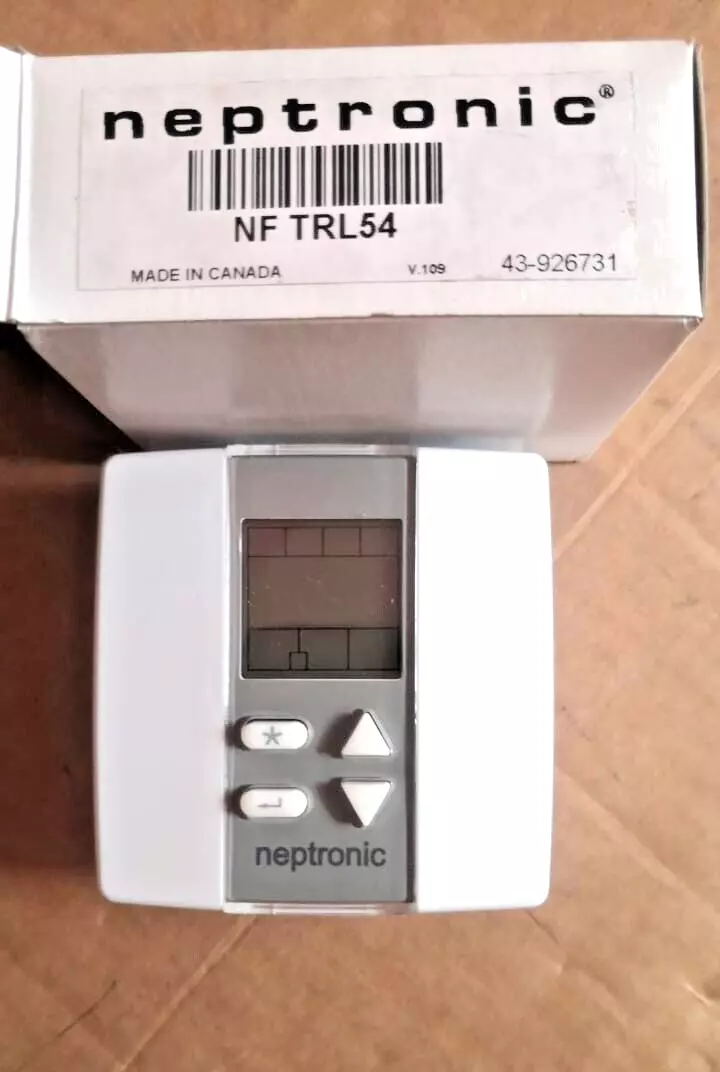 neptronic®
NF TRL54
MADE IN CANADA V.109 43-926731
neptronic